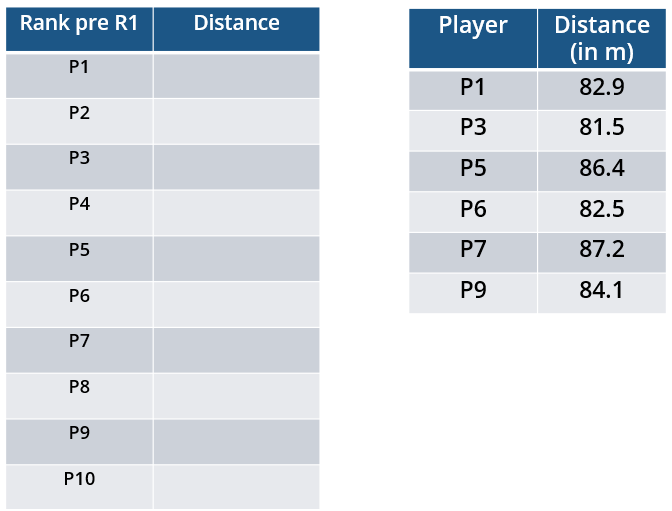 Rank pre R1 Distance
P1
P2
P3
P4
P5
P6
P7
P8
P9
P10
Player Distance
(in m)
P1 82.9
P3 81.5
P5 86.4
P6 82.5
P7 87.2
P9 84.1